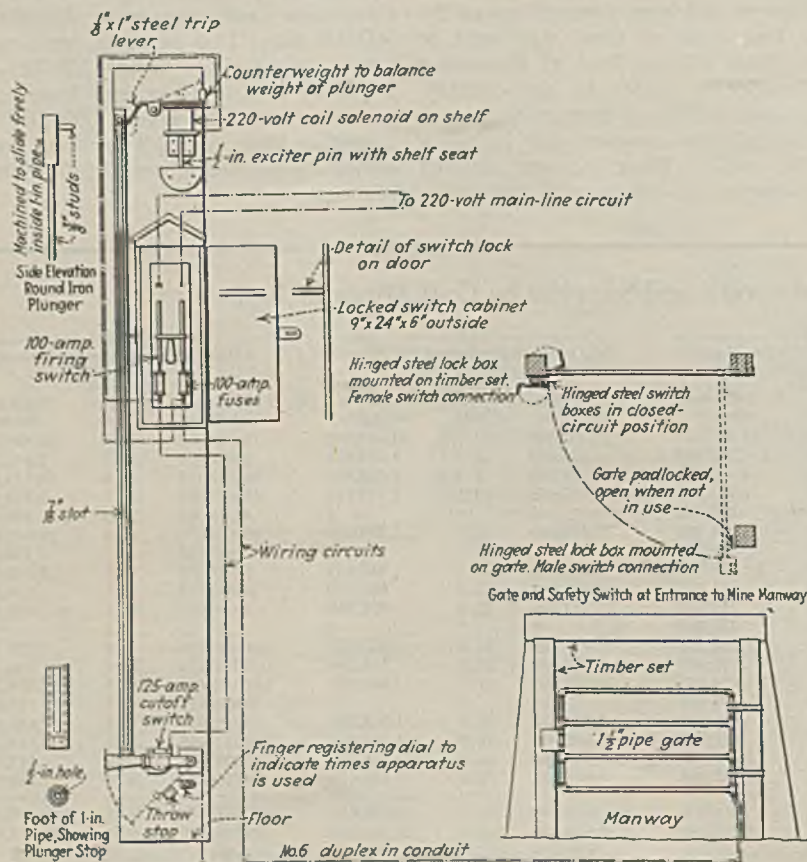 1/8" x 1" steel trip
lever
Counterweight to balance
weight of plunger
220-volt coil solenoid on shelf
1/2-in. exciter pin with shelf seat
To 220-volt main-line circuit
Machined to slide freely
inside 1-in. pipe
studs
Side Elevation
Round Iron
Plunger
Detail of switch lock
on door
Locked switch cabinet
9" x 24" x 6" outside
100-amp.
firing
switch
100-amp.
fuses
Hinged steel lock box
mounted on timber set.
Female switch connection
Hinged steel switch
boxes in closed-
circuit position
Gate padlocked,
open when not
in use
Hinged steel lock box mounted
on gate. Male switch connection
Gate and Safety Switch at Entrance to Mine Manway
slot
Wiring circuits
125-amp.
cutoff
switch
Finger registering dial to
indicate times apparatus
is used
-in. hole
Foot of 1-in.
Pipe, Showing
Plunger Stop
Throw
stop
Floor
No.6 duplex in conduit
Timber set
1 1/2" pipe gate
Manway